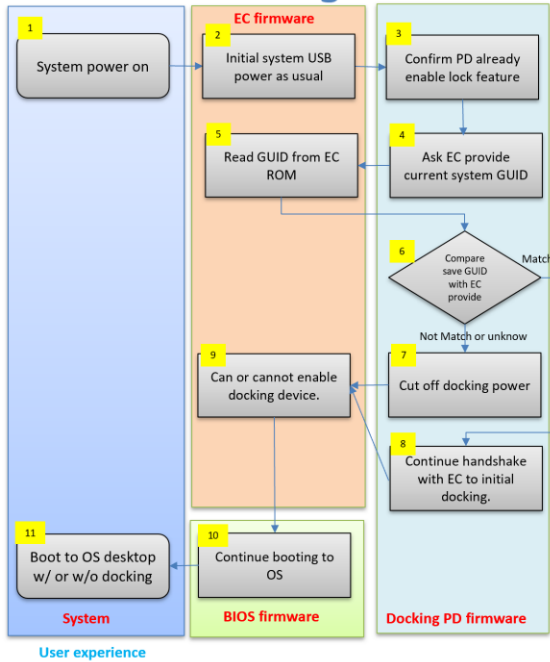 EC firmware
1
System power on
2
Initial system USB
power as usual
3
Confirm PD already
enable lock feature
4
Ask EC provide
current system GUID
5
Read GUID from EC
ROM
6
Compare
save GUID
with EC
provide
Match
Not Match or unknow
7
Cut off docking power
8
Continue handshake
with EC to initial
docking.
9
Can or cannot enable
docking device.
10
Continue booting to
OS
11
Boot to OS desktop
w/ or w/o docking
System
BIOS firmware
Docking PD firmware
User experience